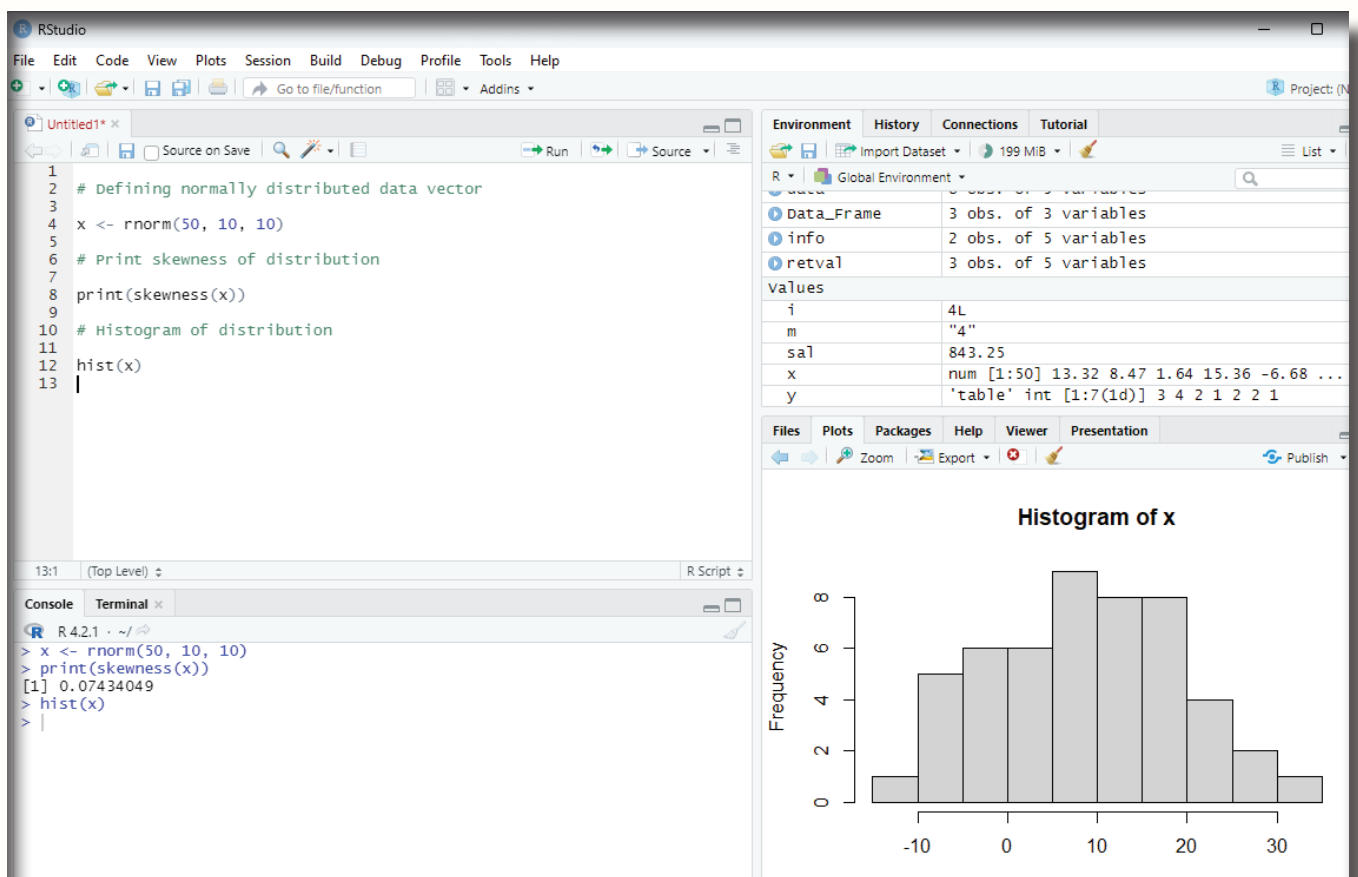 RStudio
File Edit Code View Plots Session Build Debug Profile Tools Help
Go to file/function Addins Project: (N
Untitled1*
Source on Save Run Source
1
2 # Defining normally distributed data vector
3
4 x <- rnorm(50, 10, 10)
5
6 # Print skewness of distribution
7
8 print(skewness(x))
9
10 # Histogram of distribution
11
12 hist(x)
13
13:1 (Top Level) R Script
Console Terminal
R 4.2.1 · ~/
> x <- rnorm(50, 10, 10)
> print(skewness(x))
[1] 0.07434049
> hist(x)
>
Environment History Connections Tutorial
Import Dataset 199 MiB List
R Global Environment
Data_Frame 3 obs. of 3 variables
info 2 obs. of 5 variables
retval 3 obs. of 5 variables
Values
i 4L
m "4"
sal 843.25
x num [1:50] 13.32 8.47 1.64 15.36 -6.68 ...
y 'table' int [1:7(1d)] 3 4 2 1 2 2 1
Files Plots Packages Help Viewer Presentation
Zoom Export Publish
Histogram of x
Frequency
8
6
4
2
0
-10 0 10 20 30